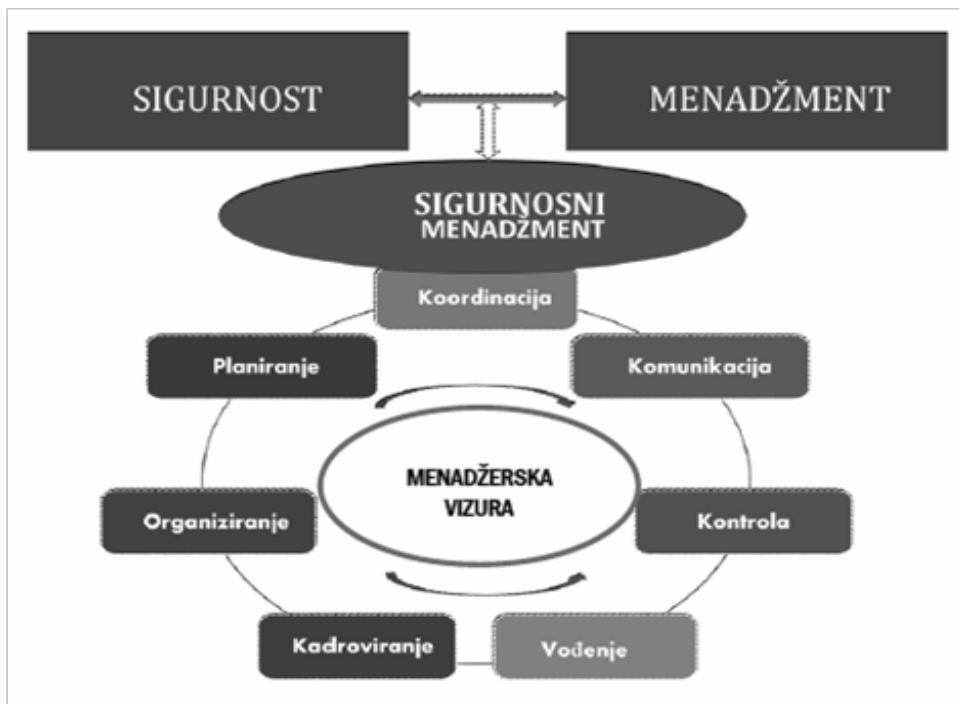 SIGURNOST
MENADŽMENT
SIGURNOSNI
MENADŽMENT
Koordinacija
Planiranje
Komunikacija
MENADŽERSKA
VIZURA
Organiziranje
Kontrola
Kadroviranje
Vođenje